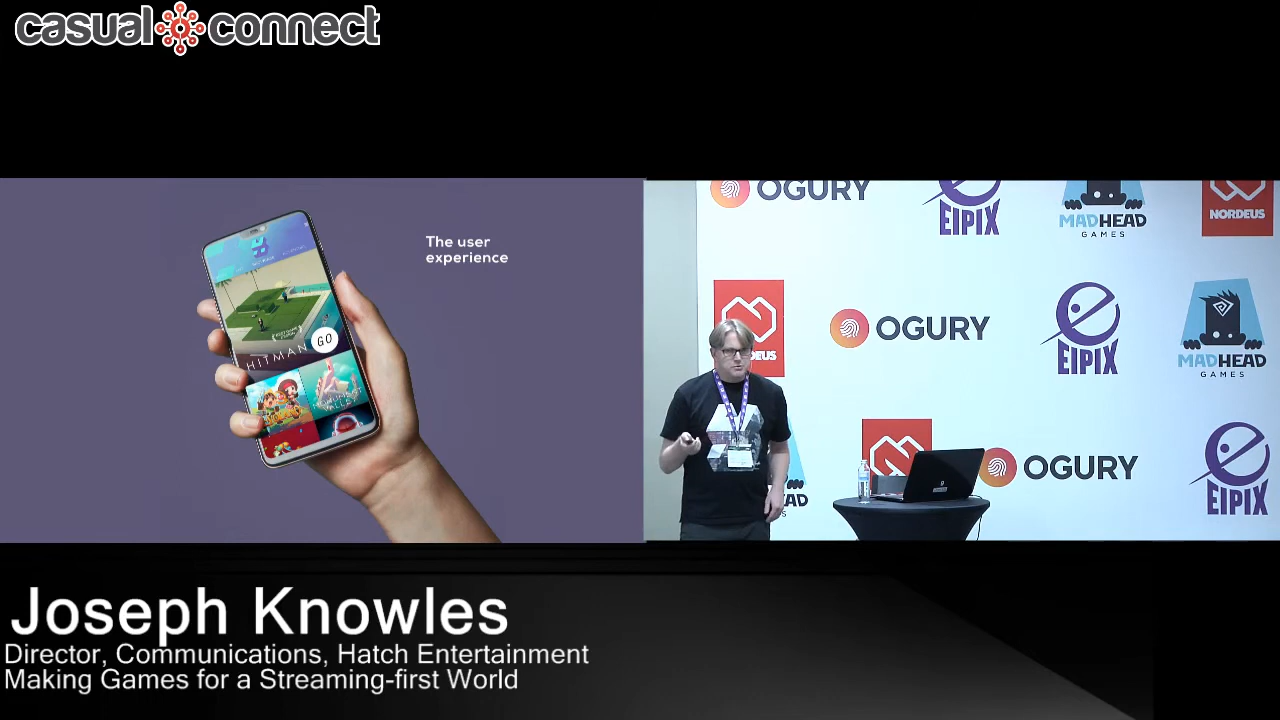 casual connect
The user
experience
HITMAN GO
OGURY
EIPIX
MADHEAD
GAMES
NORDEUS
OGURY
EIPIX
MADHEAD
GAMES
OGURY
EIPIX
Joseph Knowles
Director, Communications, Hatch Entertainment
Making Games for a Streaming-first World